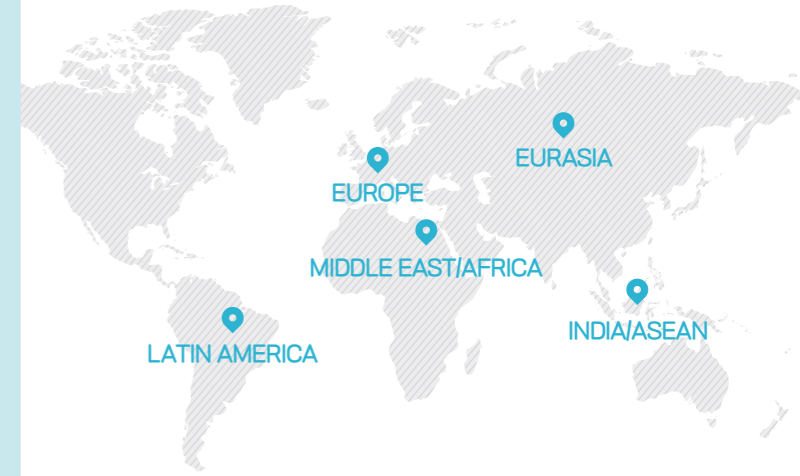 EURASIA
EUROPE
MIDDLE EAST/AFRICA
INDIA/ASEAN
LATIN AMERICA